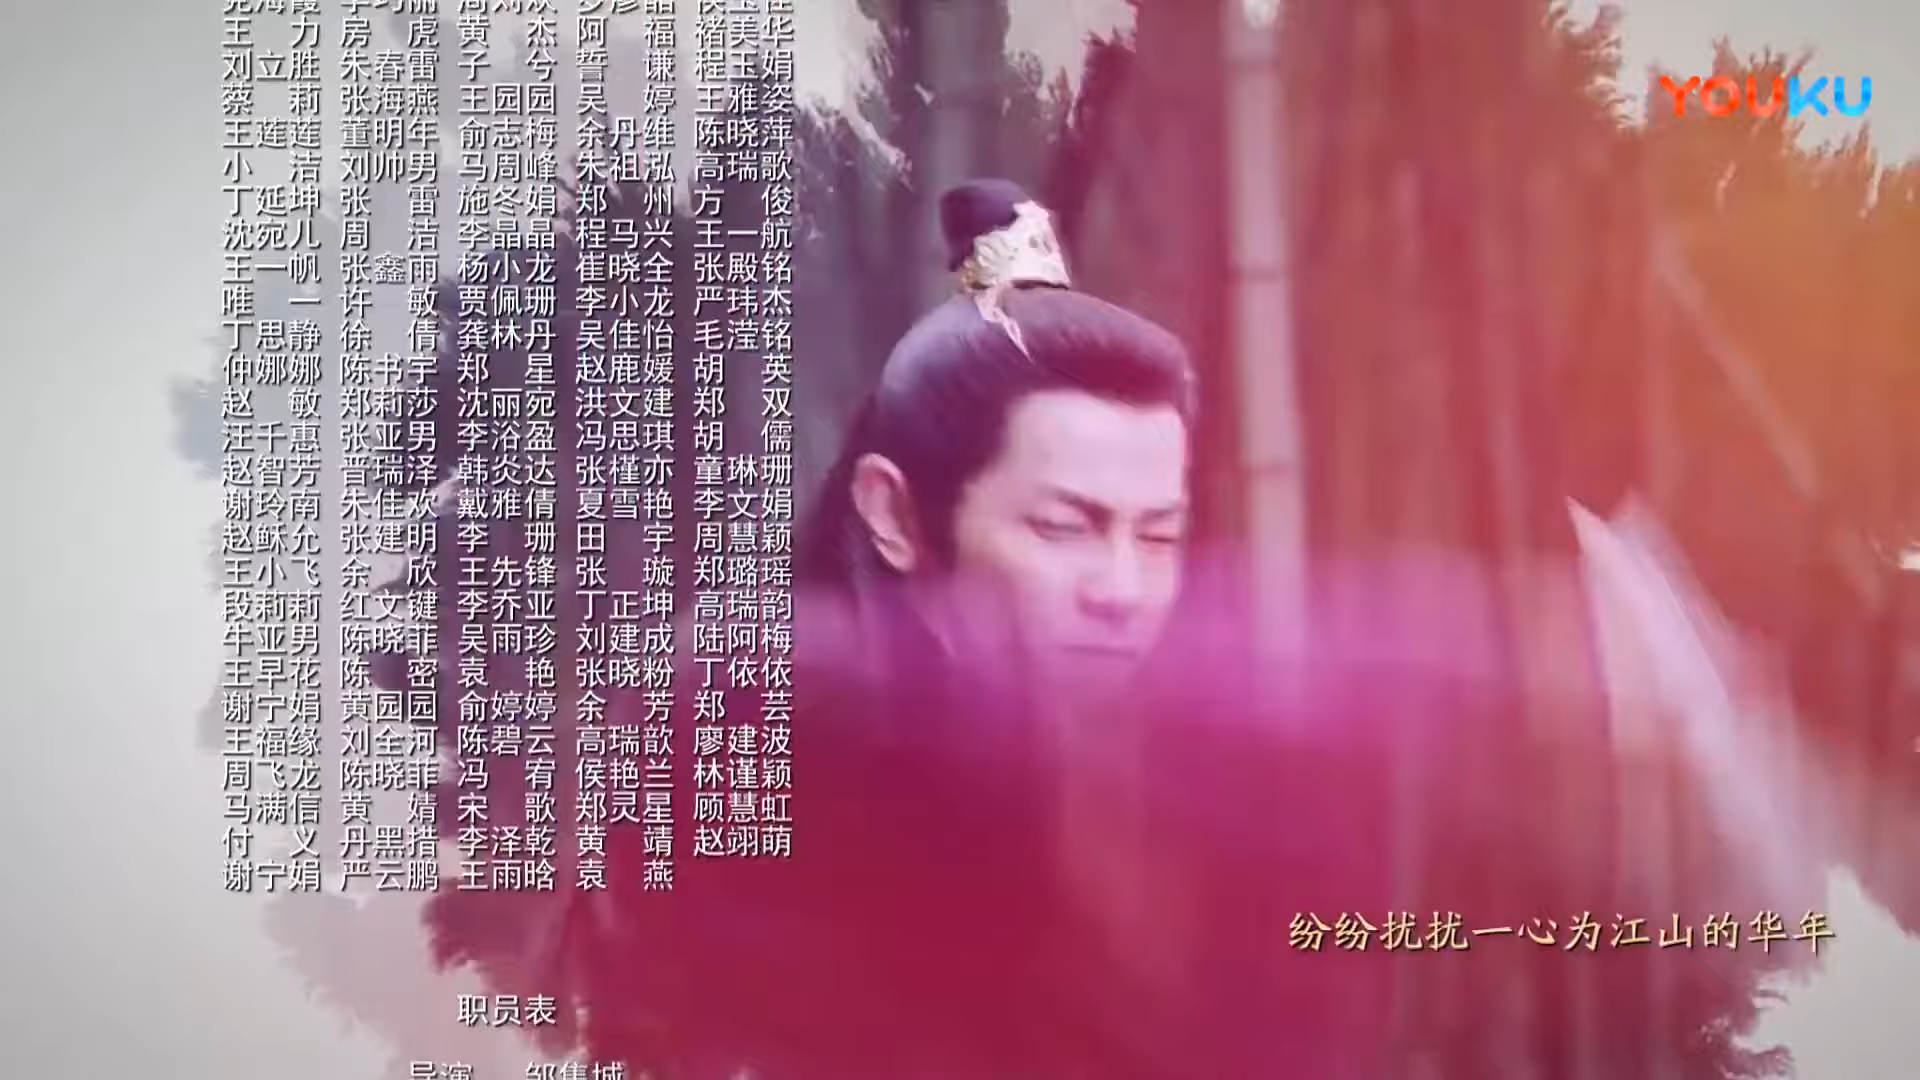 王 力 房 虎 黄 杰 阿 福 褚美华
刘立胜 朱春雷 子 兮 誓 谦 程玉娟
蔡 莉 张海燕 王园园 吴 婷 王雅姿
王莲莲 董明年 俞志梅 余丹维 陈晓萍
小 洁 刘帅男 马周峰 朱祖泓 高瑞歌
丁延坤 张 雷 施冬娟 郑 州 方 俊
沈宛儿 周 洁 李晶晶 程马兴 王一航
王一帆 张鑫雨 杨小龙 崔晓全 张殿铭
唯 一 许 敏 贾佩珊 李小龙 严玮杰
丁思静 徐 倩 龚林丹 吴佳怡 毛滢铭
仲娜娜 陈书宇 郑 星 赵鹿媛 胡 英
赵 敏 郑莉莎 沈丽宛 洪文建 郑 双
汪千惠 张亚男 李浴盈 冯思琪 胡 儒
赵智芳 晋瑞泽 韩炎达 张槿亦 童琳珊
谢玲南 朱佳欢 戴雅倩 夏雪艳 李文娟
赵稣允 张建明 李 珊 田 宇 周慧颖
王小飞 余 欣 王先锋 张 璇 郑璐瑶
段莉莉 红文键 李乔亚 丁正坤 高瑞韵
牛亚男 陈晓菲 吴雨珍 刘建成 陆阿梅
王早花 陈 密 袁 艳 张晓粉 丁依依
谢宁娟 黄园园 俞婷婷 余 芳 郑 芸
王福缘 刘全河 陈碧云 高瑞歆 廖建波
周飞龙 陈晓菲 冯 宥 侯艳兰 林谨颖
马满信 黄 婧 宋 歌 郑灵星 顾慧虹
付 义 丹黑措 李泽乾 黄 靖 赵翊萌
谢宁娟 严云鹏 王雨晗 袁 燕
职员表
导演 邹集城
YOUKU
纷纷扰扰一心为江山的华年